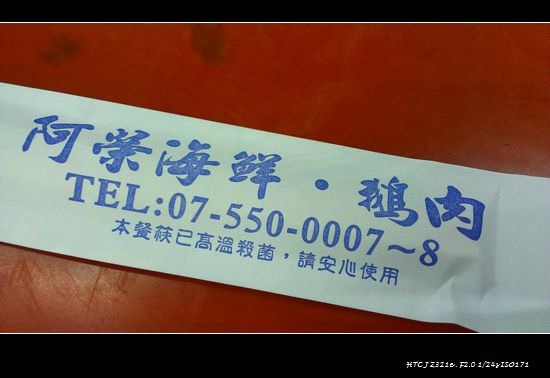 阿榮海鮮・鵝肉
TEL:07-550-0007~8
本餐筷已高溫殺菌，請安心使用
HTC J Z321e. F2.0 1/24s ISO171